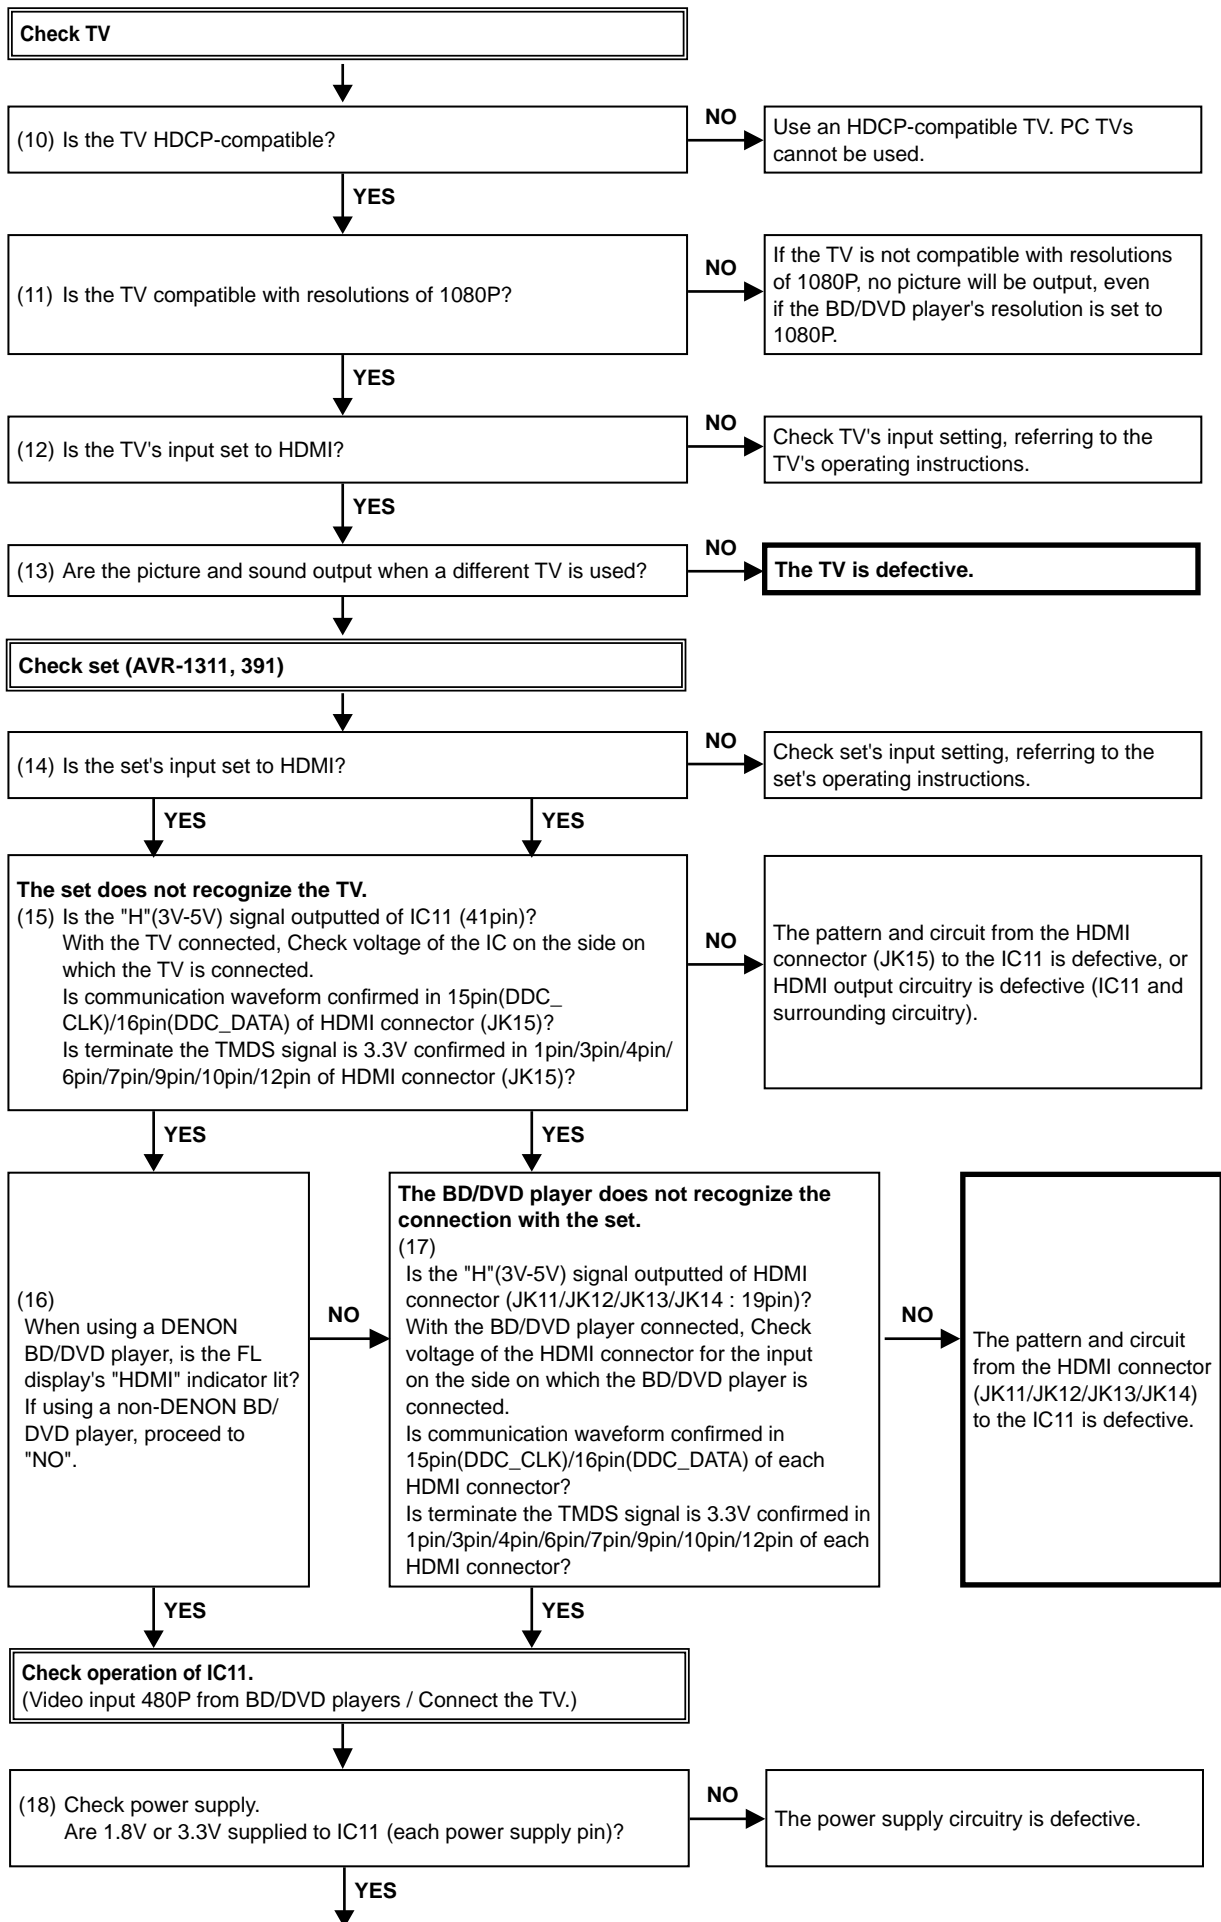 Check TV
(10) Is the TV HDCP-compatible?
NO
Use an HDCP-compatible TV. PC TVs
cannot be used.
YES
(11) Is the TV compatible with resolutions of 1080P?
NO
If the TV is not compatible with resolutions
of 1080P, no picture will be output, even
if the BD/DVD player's resolution is set to
1080P.
YES
(12) Is the TV's input set to HDMI?
NO
Check TV's input setting, referring to the
TV's operating instructions.
YES
(13) Are the picture and sound output when a different TV is used?
NO
The TV is defective.
Check set (AVR-1311, 391)
(14) Is the set's input set to HDMI?
NO
Check set's input setting, referring to the
set's operating instructions.
YES
YES
The set does not recognize the TV.
(15) Is the "H"(3V-5V) signal outputted of IC11 (41pin)?
With the TV connected, Check voltage of the IC on the side on
which the TV is connected.
Is communication waveform confirmed in 15pin(DDC_
CLK)/16pin(DDC_DATA) of HDMI connector (JK15)?
Is terminate the TMDS signal is 3.3V confirmed in 1pin/3pin/4pin/
6pin/7pin/9pin/10pin/12pin of HDMI connector (JK15)?
NO
The pattern and circuit from the HDMI
connector (JK15) to the IC11 is defective, or
HDMI output circuitry is defective (IC11 and
surrounding circuitry).
YES
YES
(16)
When using a DENON
BD/DVD player, is the FL
display's "HDMI" indicator lit?
If using a non-DENON BD/
DVD player, proceed to
"NO".
NO
The BD/DVD player does not recognize the
connection with the set.
(17)
Is the "H"(3V-5V) signal outputted of HDMI
connector (JK11/JK12/JK13/JK14 : 19pin)?
With the BD/DVD player connected, Check
voltage of the HDMI connector for the input
on the side on which the BD/DVD player is
connected.
Is communication waveform confirmed in
15pin(DDC_CLK)/16pin(DDC_DATA) of each
HDMI connector?
Is terminate the TMDS signal is 3.3V confirmed in
1pin/3pin/4pin/6pin/7pin/9pin/10pin/12pin of each
HDMI connector?
NO
The pattern and circuit
from the HDMI connector
(JK11/JK12/JK13/JK14)
to the IC11 is defective.
YES
YES
Check operation of IC11.
(Video input 480P from BD/DVD players / Connect the TV.)
(18) Check power supply.
Are 1.8V or 3.3V supplied to IC11 (each power supply pin)?
NO
The power supply circuitry is defective.
YES